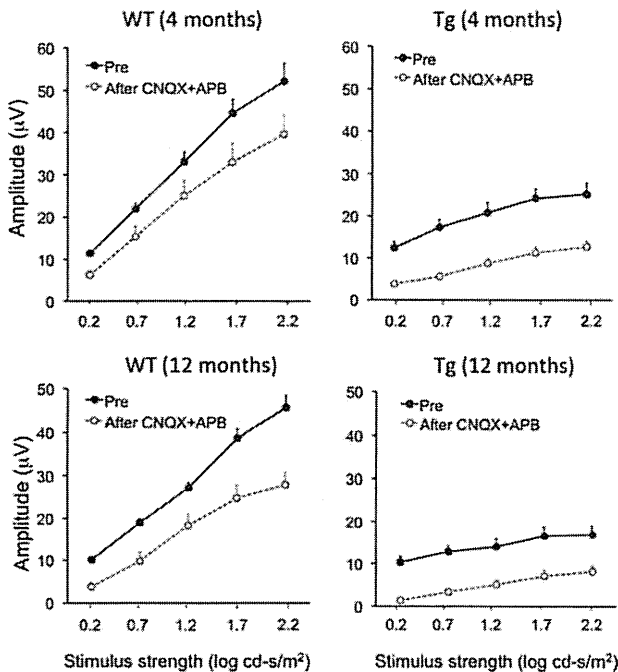 WT (4 months)
60
50
40
30
20
10
0
Amplitude (µV)
Pre
After CNQX+APB
0.2 0.7 1.2 1.7 2.2
Tg (4 months)
60
50
40
30
20
10
0
Pre
After CNQX+APB
0.2 0.7 1.2 1.7 2.2
WT (12 months)
50
40
30
20
10
0
Amplitude (µV)
Pre
After CNQX+APB
0.2 0.7 1.2 1.7 2.2
Stimulus strength (log cd-s/m²)
Tg (12 months)
50
40
30
20
10
0
Pre
After CNQX+APB
0.2 0.7 1.2 1.7 2.2
Stimulus strength (log cd-s/m²)